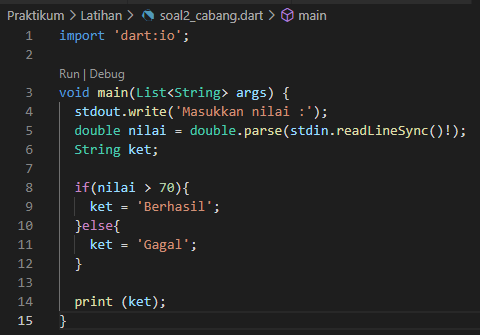 Praktikum > Latihan > soal2_cabang.dart > main
1 import 'dart:io';
2
Run | Debug
3 void main(List<String> args) {
4 stdout.write('Masukkan nilai :');
5 double nilai = double.parse(stdin.readLineSync()!);
6 String ket;
7
8 if(nilai > 70){
9 ket = 'Berhasil';
10 }else{
11 ket = 'Gagal';
12 }
13
14 print (ket);
15 }